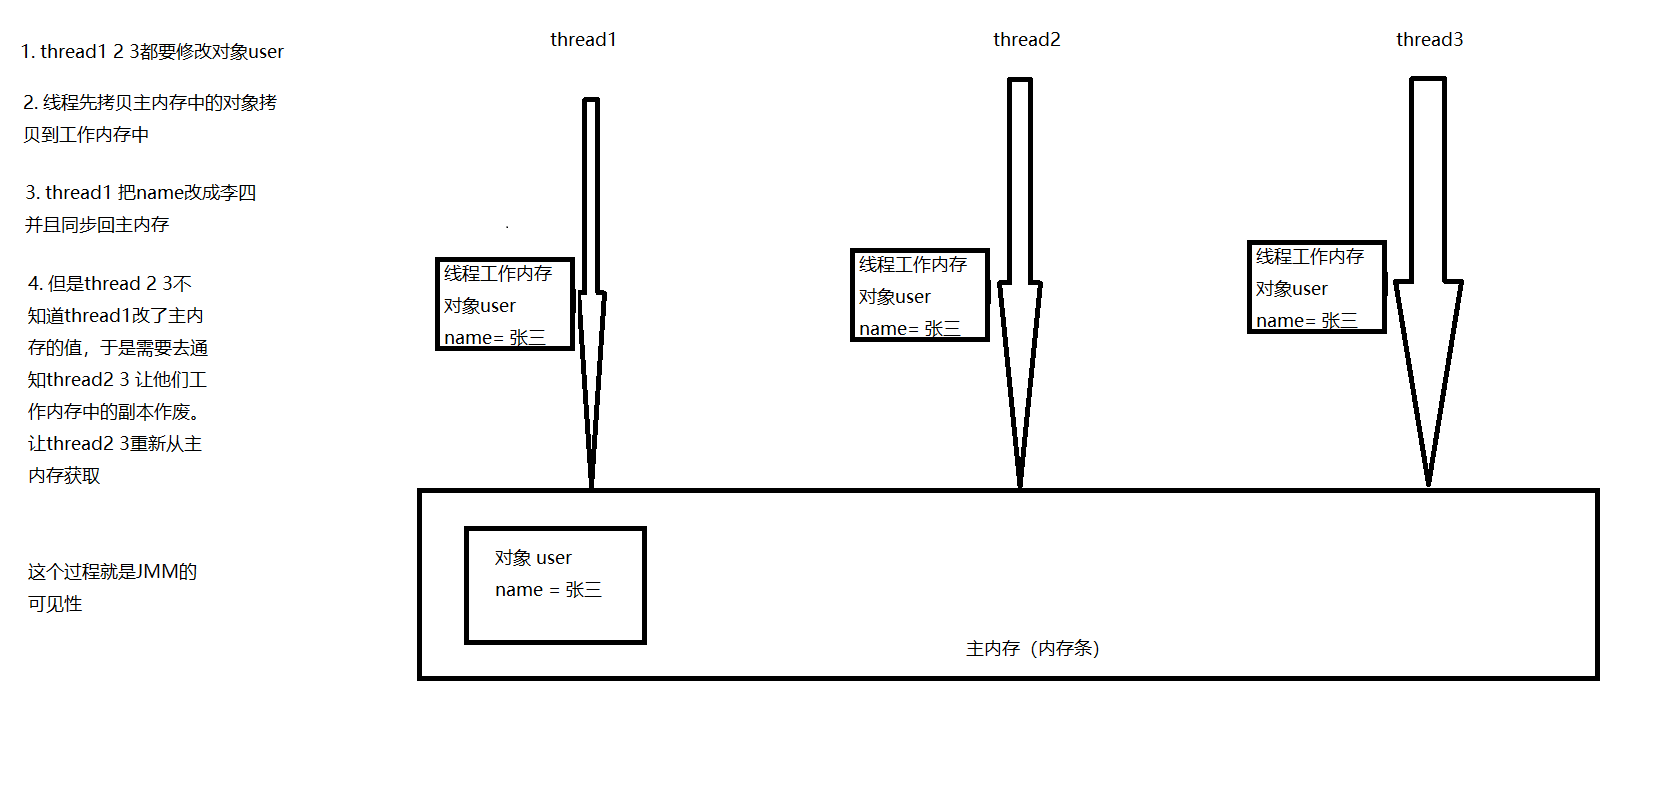 1. thread1 2 3都要修改对象user
2. 线程先拷贝主内存中的对象拷
贝到工作内存中
3. thread1 把name改成李四
并且同步回主内存
4. 但是thread 2 3不
知道thread1改了主内
存的值，于是需要去通
知thread2 3 让他们工
作内存中的副本作废。
让thread2 3重新从主
内存获取
这个过程就是JMM的
可见性
thread1
线程工作内存
对象user
name= 张三
thread2
线程工作内存
对象user
name= 张三
thread3
线程工作内存
对象user
name= 张三
对象 user
name = 张三
主内存（内存条）